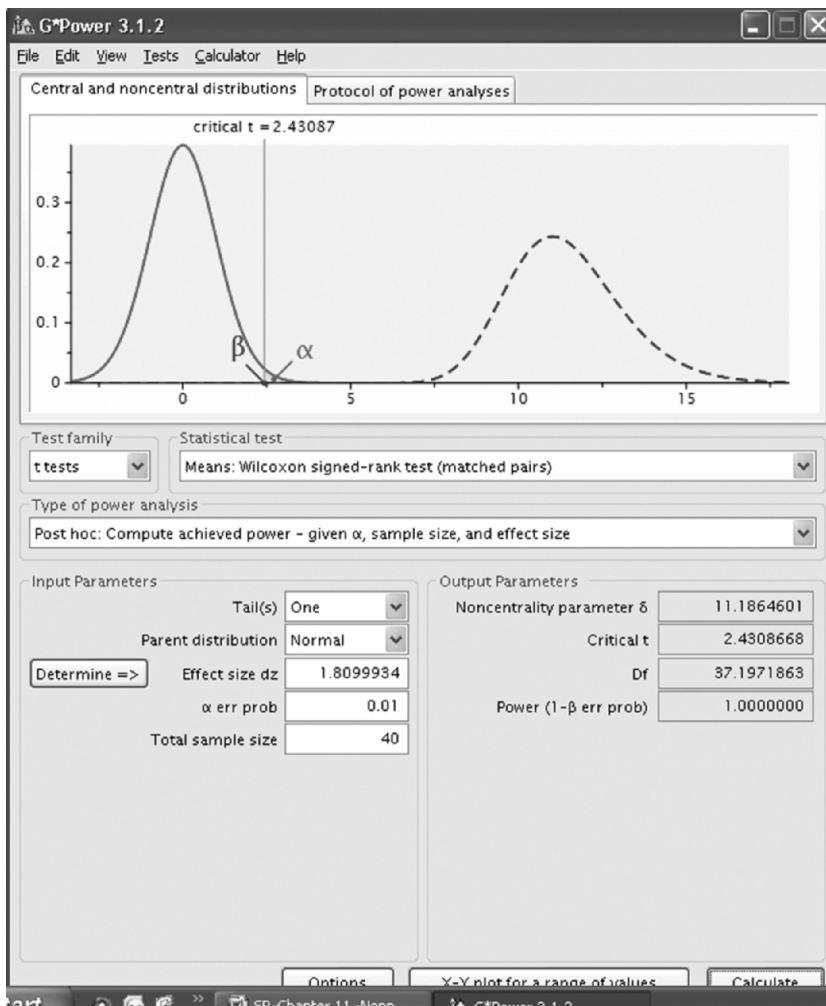 G*Power 3.1.2
File Edit View Tests Calculator Help
Central and noncentral distributions Protocol of power analyses
critical t = 2.43087
0.3
0.2
0.1
0
β α
0 5 10 15
Test family Statistical test
t tests Means: Wilcoxon signed-rank test (matched pairs)
Type of power analysis
Post hoc: Compute achieved power – given α, sample size, and effect size
Input Parameters Output Parameters
Tail(s) One Noncentrality parameter δ 11.1864601
Parent distribution Normal Critical t 2.4308668
Determine => Effect size dz 1.8099934 Df 37.1971863
α err prob 0.01 Power (1-β err prob) 1.0000000
Total sample size 40
Options X-Y plot for a range of values Calculate
SP-Chapter 11 G*Power 3.1.2